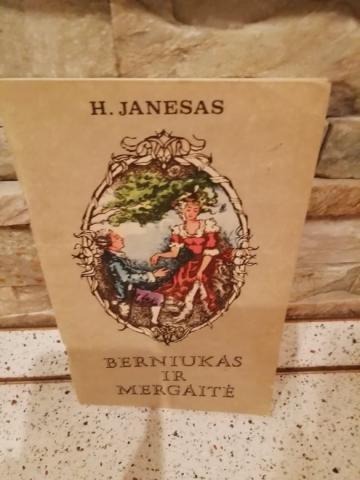 H. JANESAS
BERNIUKAS
IR
MERGAITĖ